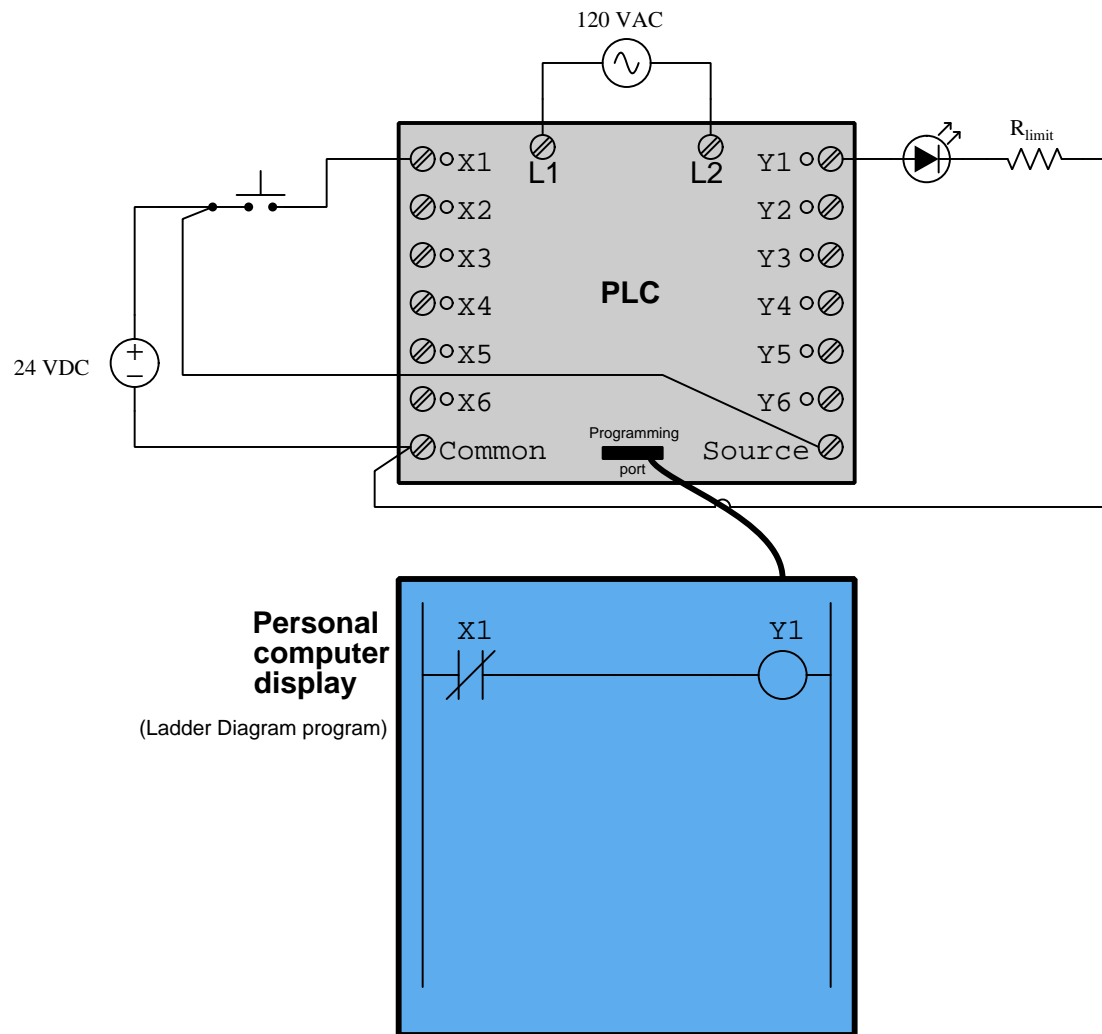 120 VAC
L1
L2
X1
X2
X3
X4
X5
X6
Common
PLC
Programming
port
Y1
Y2
Y3
Y4
Y5
Y6
Source
Rlimit
24 VDC
+
−
Personal
computer
display
(Ladder Diagram program)
X1
Y1